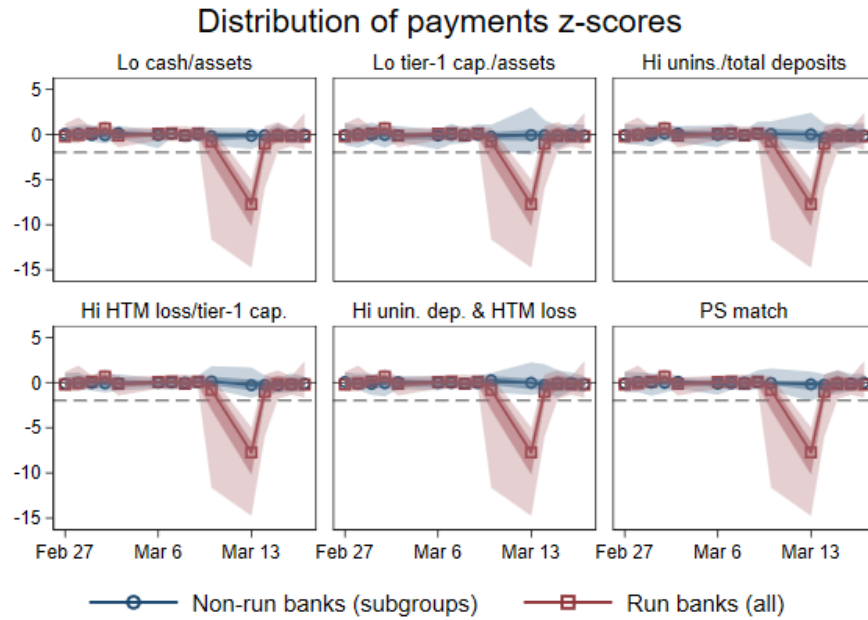 Distribution of payments z-scores
Lo cash/assets
Lo tier-1 cap./assets
Hi unins./total deposits
5
0
-5
-10
-15
Hi HTM loss/tier-1 cap.
Hi unin. dep. & HTM loss
PS match
5
0
-5
-10
-15
Feb 27 Mar 6 Mar 13
Feb 27 Mar 6 Mar 13
Feb 27 Mar 6 Mar 13
Non-run banks (subgroups)
Run banks (all)